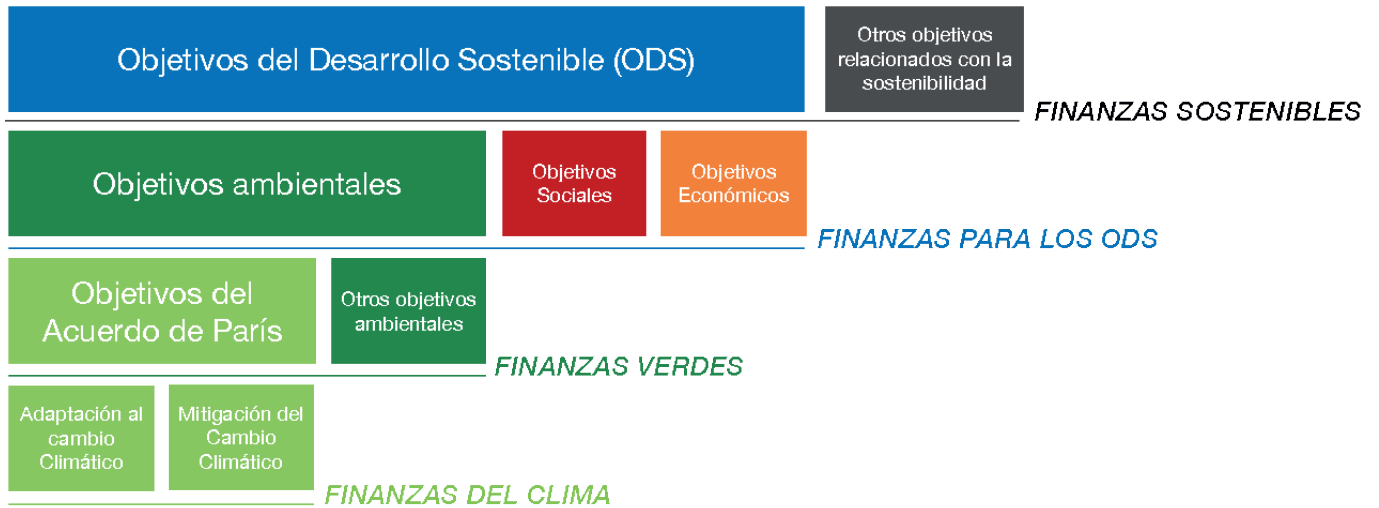 Objetivos del Desarrollo Sostenible (ODS)
Otros objetivos
relacionados con la
sostenibilidad
FINANZAS SOSTENIBLES
Objetivos ambientales
Objetivos
Sociales
Objetivos
Económicos
FINANZAS PARA LOS ODS
Objetivos del
Acuerdo de París
Otros objetivos
ambientales
FINANZAS VERDES
Adaptación al
cambio
Climático
Mitigación del
Cambio
Climático
FINANZAS DEL CLIMA